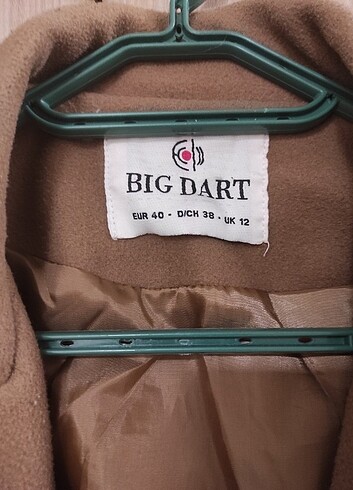 BIG DART
EUR 40 - D/CH 38 - UK 12